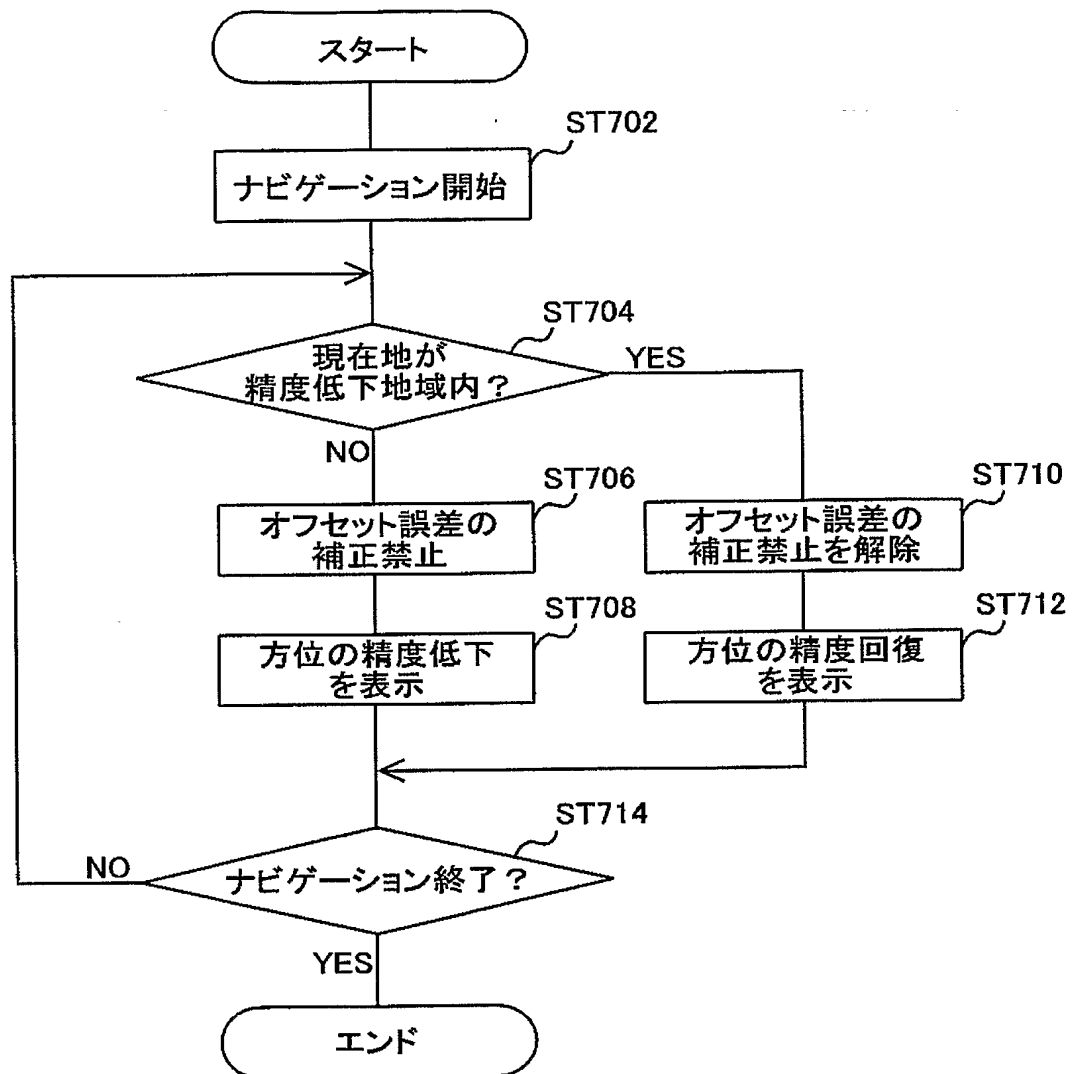 スタート
ST702
ナビゲーション開始
ST704
現在地が
精度低下地域内？
YES
NO
ST706
オフセット誤差の
補正禁止
ST710
オフセット誤差の
補正禁止を解除
ST708
方位の精度低下
を表示
ST712
方位の精度回復
を表示
ST714
ナビゲーション終了？
NO
YES
エンド